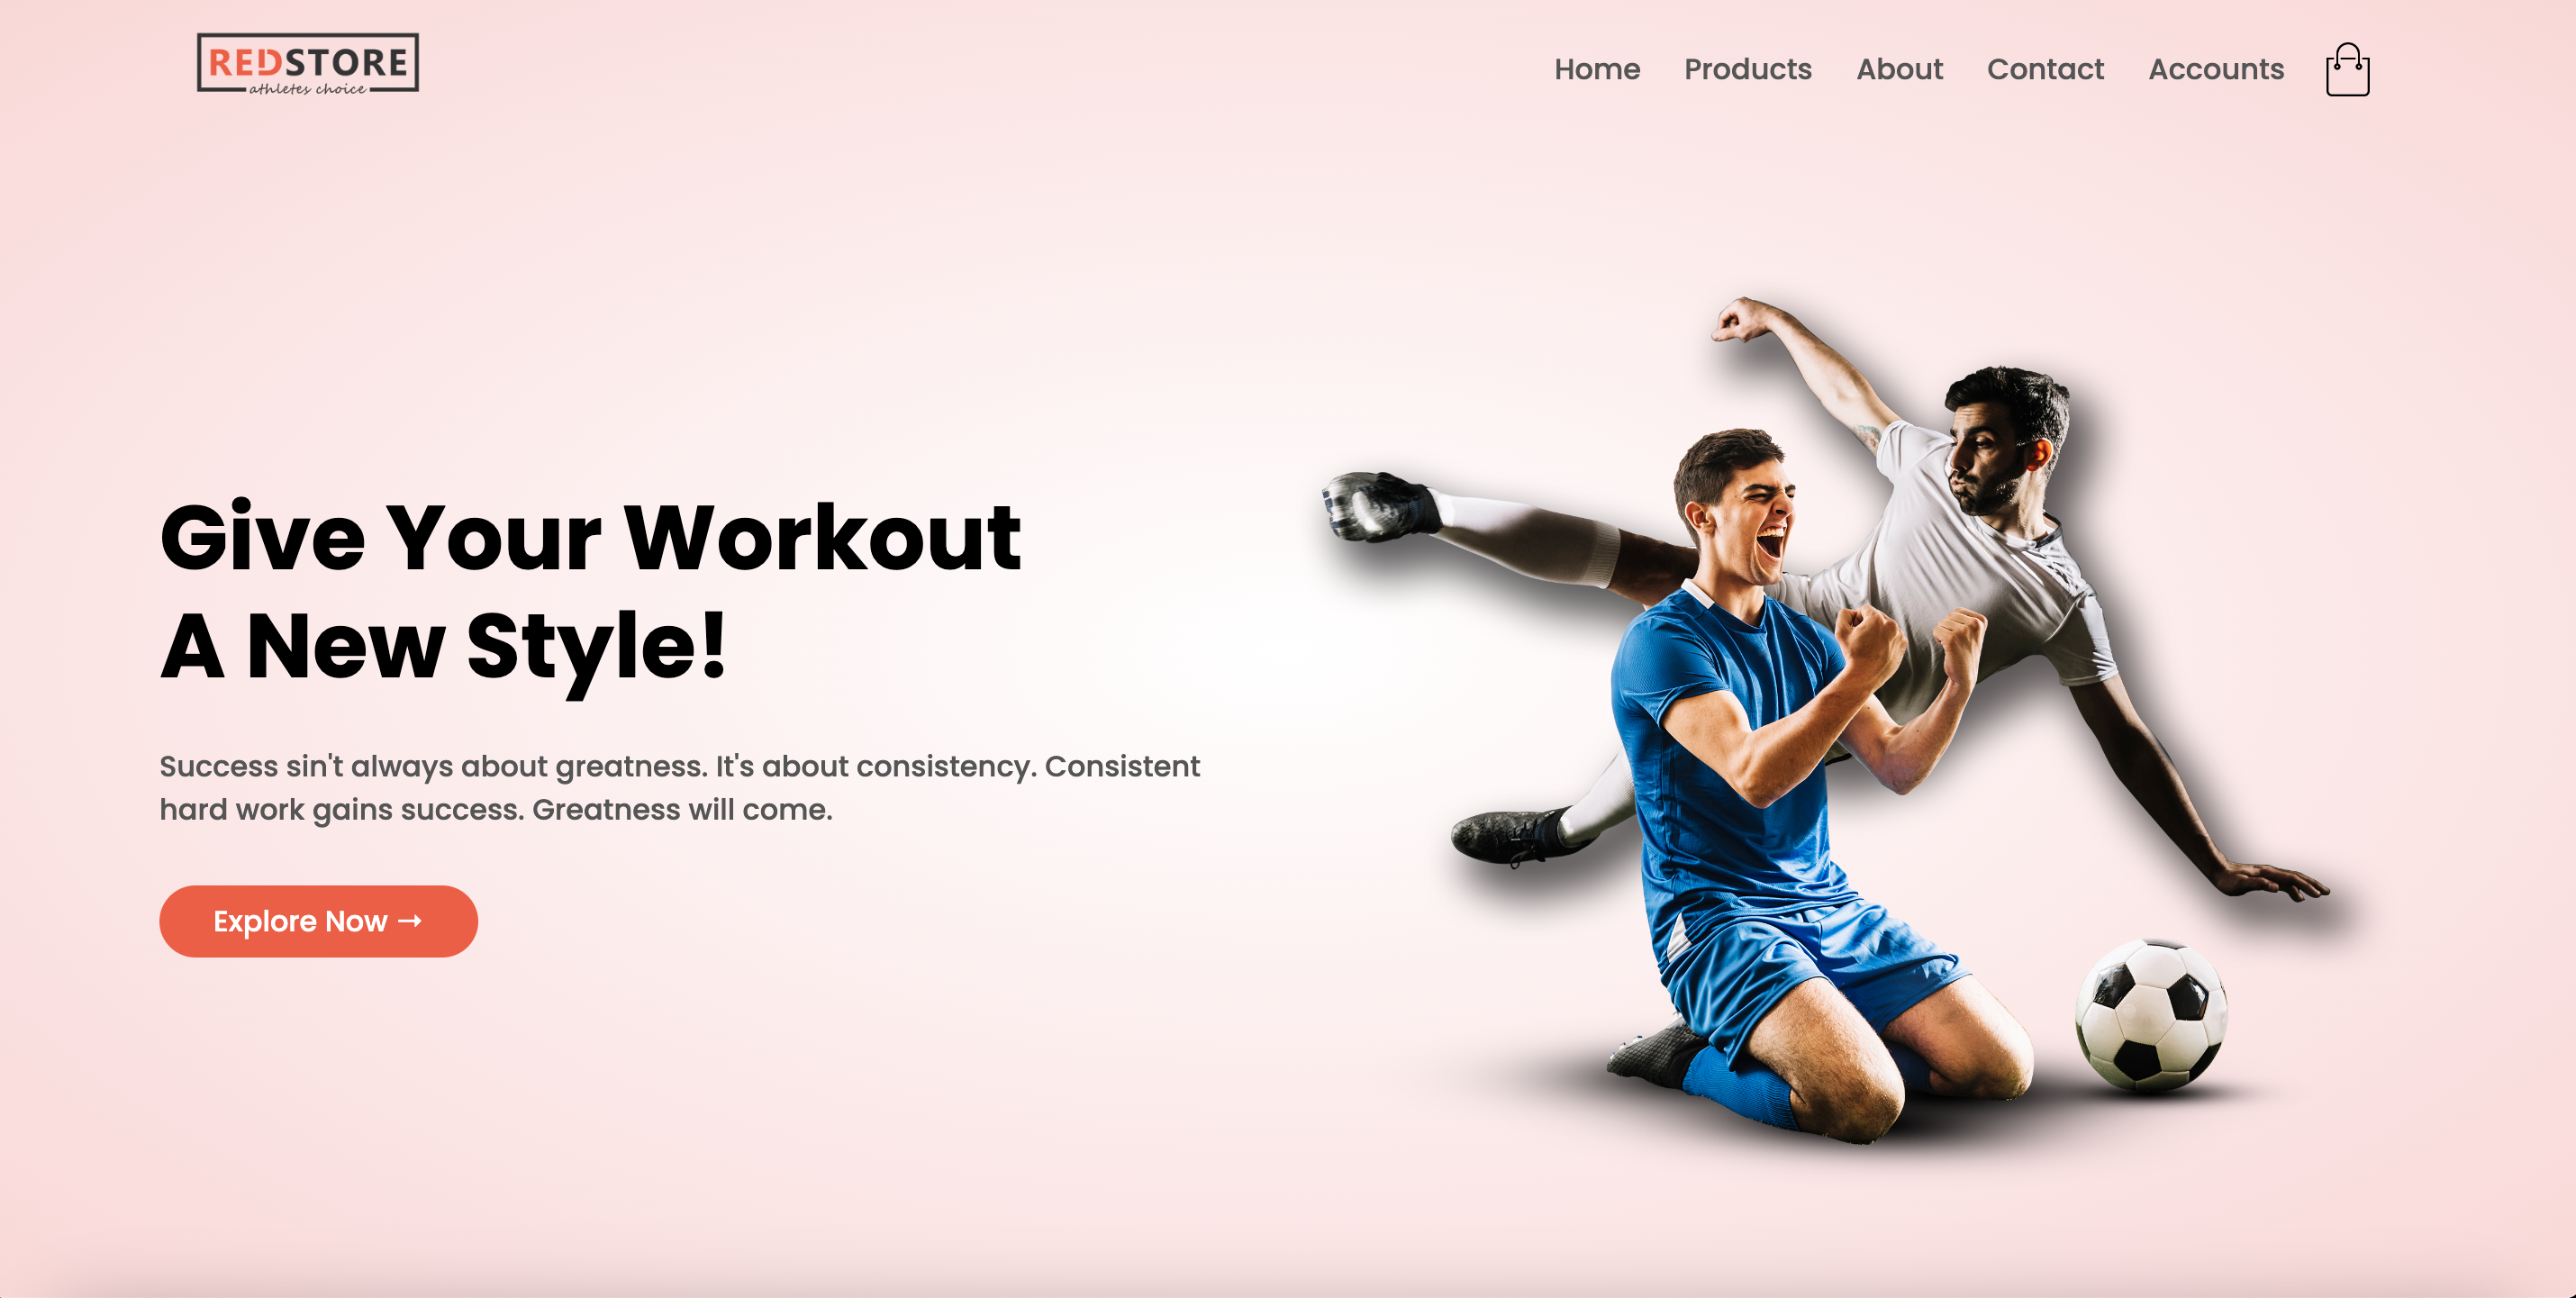 REDSTORE
athletes choice
Home Products About Contact Accounts
Give Your Workout
A New Style!
Success sin't always about greatness. It's about consistency. Consistent
hard work gains success. Greatness will come.
Explore Now →